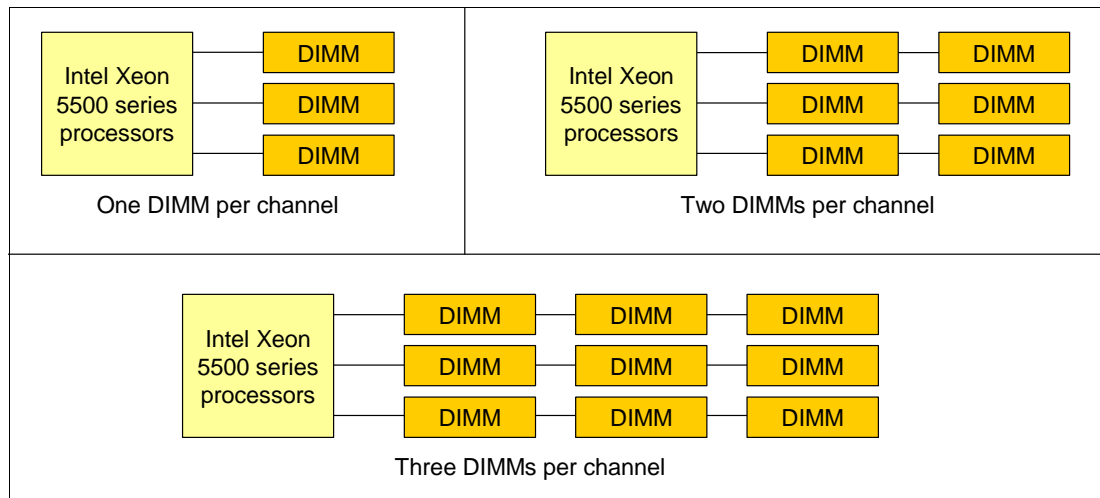 Intel Xeon
5500 series
processors
DIMM
DIMM
DIMM
One DIMM per channel
Intel Xeon
5500 series
processors
DIMM DIMM
DIMM DIMM
DIMM DIMM
Two DIMMs per channel
Intel Xeon
5500 series
processors
DIMM DIMM DIMM
DIMM DIMM DIMM
DIMM DIMM DIMM
Three DIMMs per channel